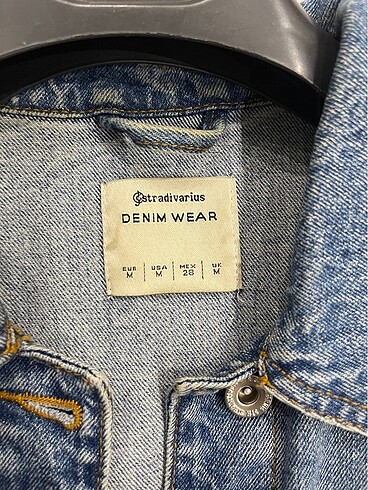 stradivarius
DENIM WEAR
EUR USA MEX UK
M M 28 M